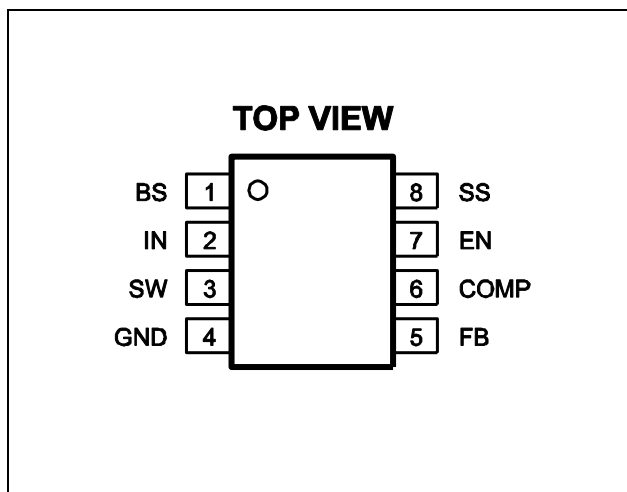 TOP VIEW
BS 1 8 SS
IN 2 7 EN
SW 3 6 COMP
GND 4 5 FB